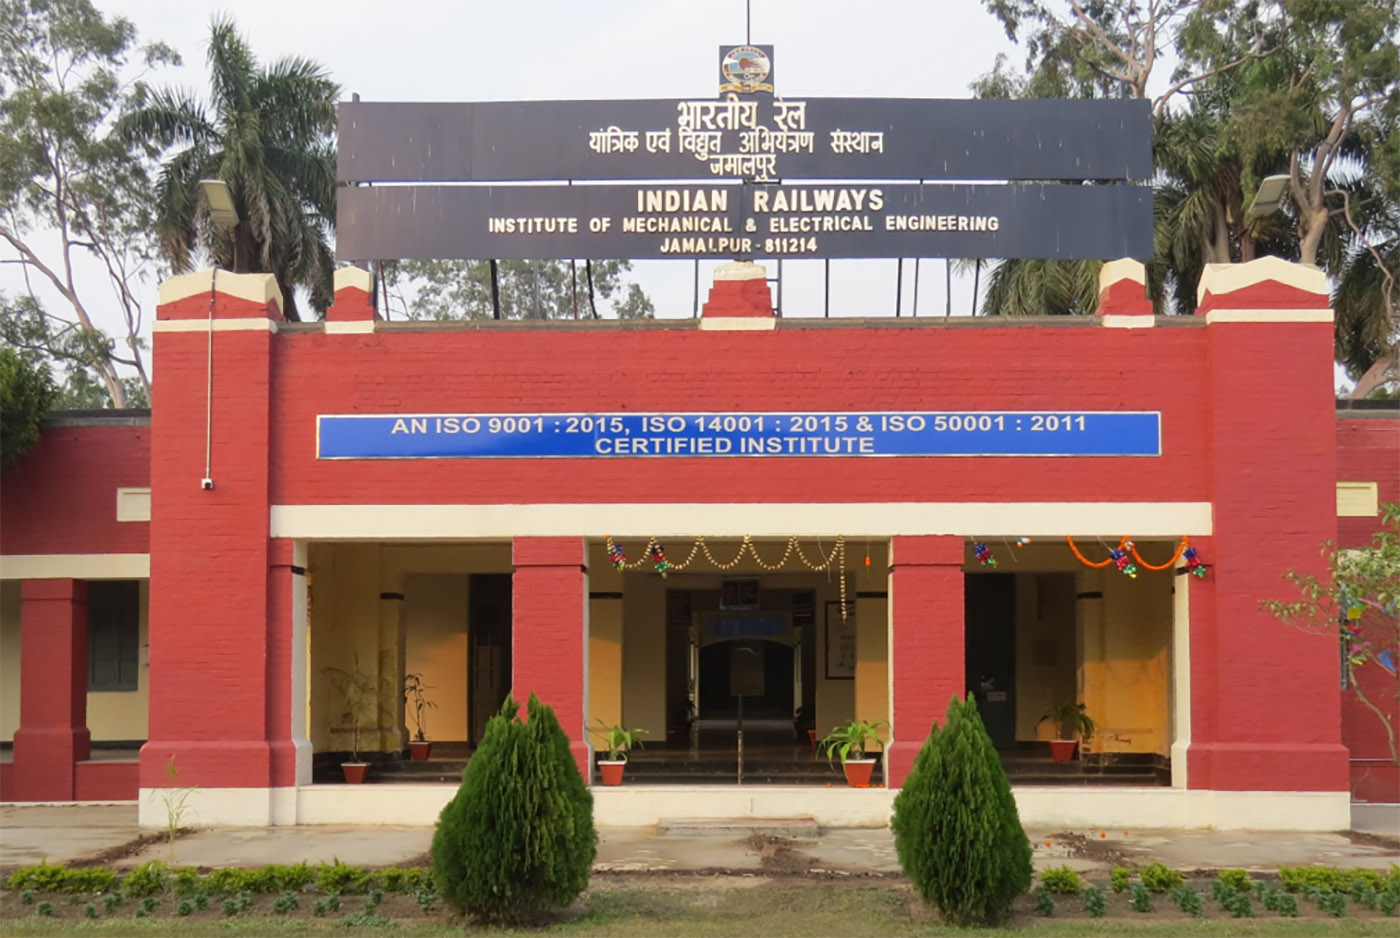 भारतीय रेल
यांत्रिक एवं विद्युत अभियंत्रण संस्थान
जमालपुर
INDIAN RAILWAYS
INSTITUTE OF MECHANICAL & ELECTRICAL ENGINEERING
JAMALPUR - 811214
AN ISO 9001 : 2015, ISO 14001 : 2015 & ISO 50001 : 2011
CERTIFIED INSTITUTE